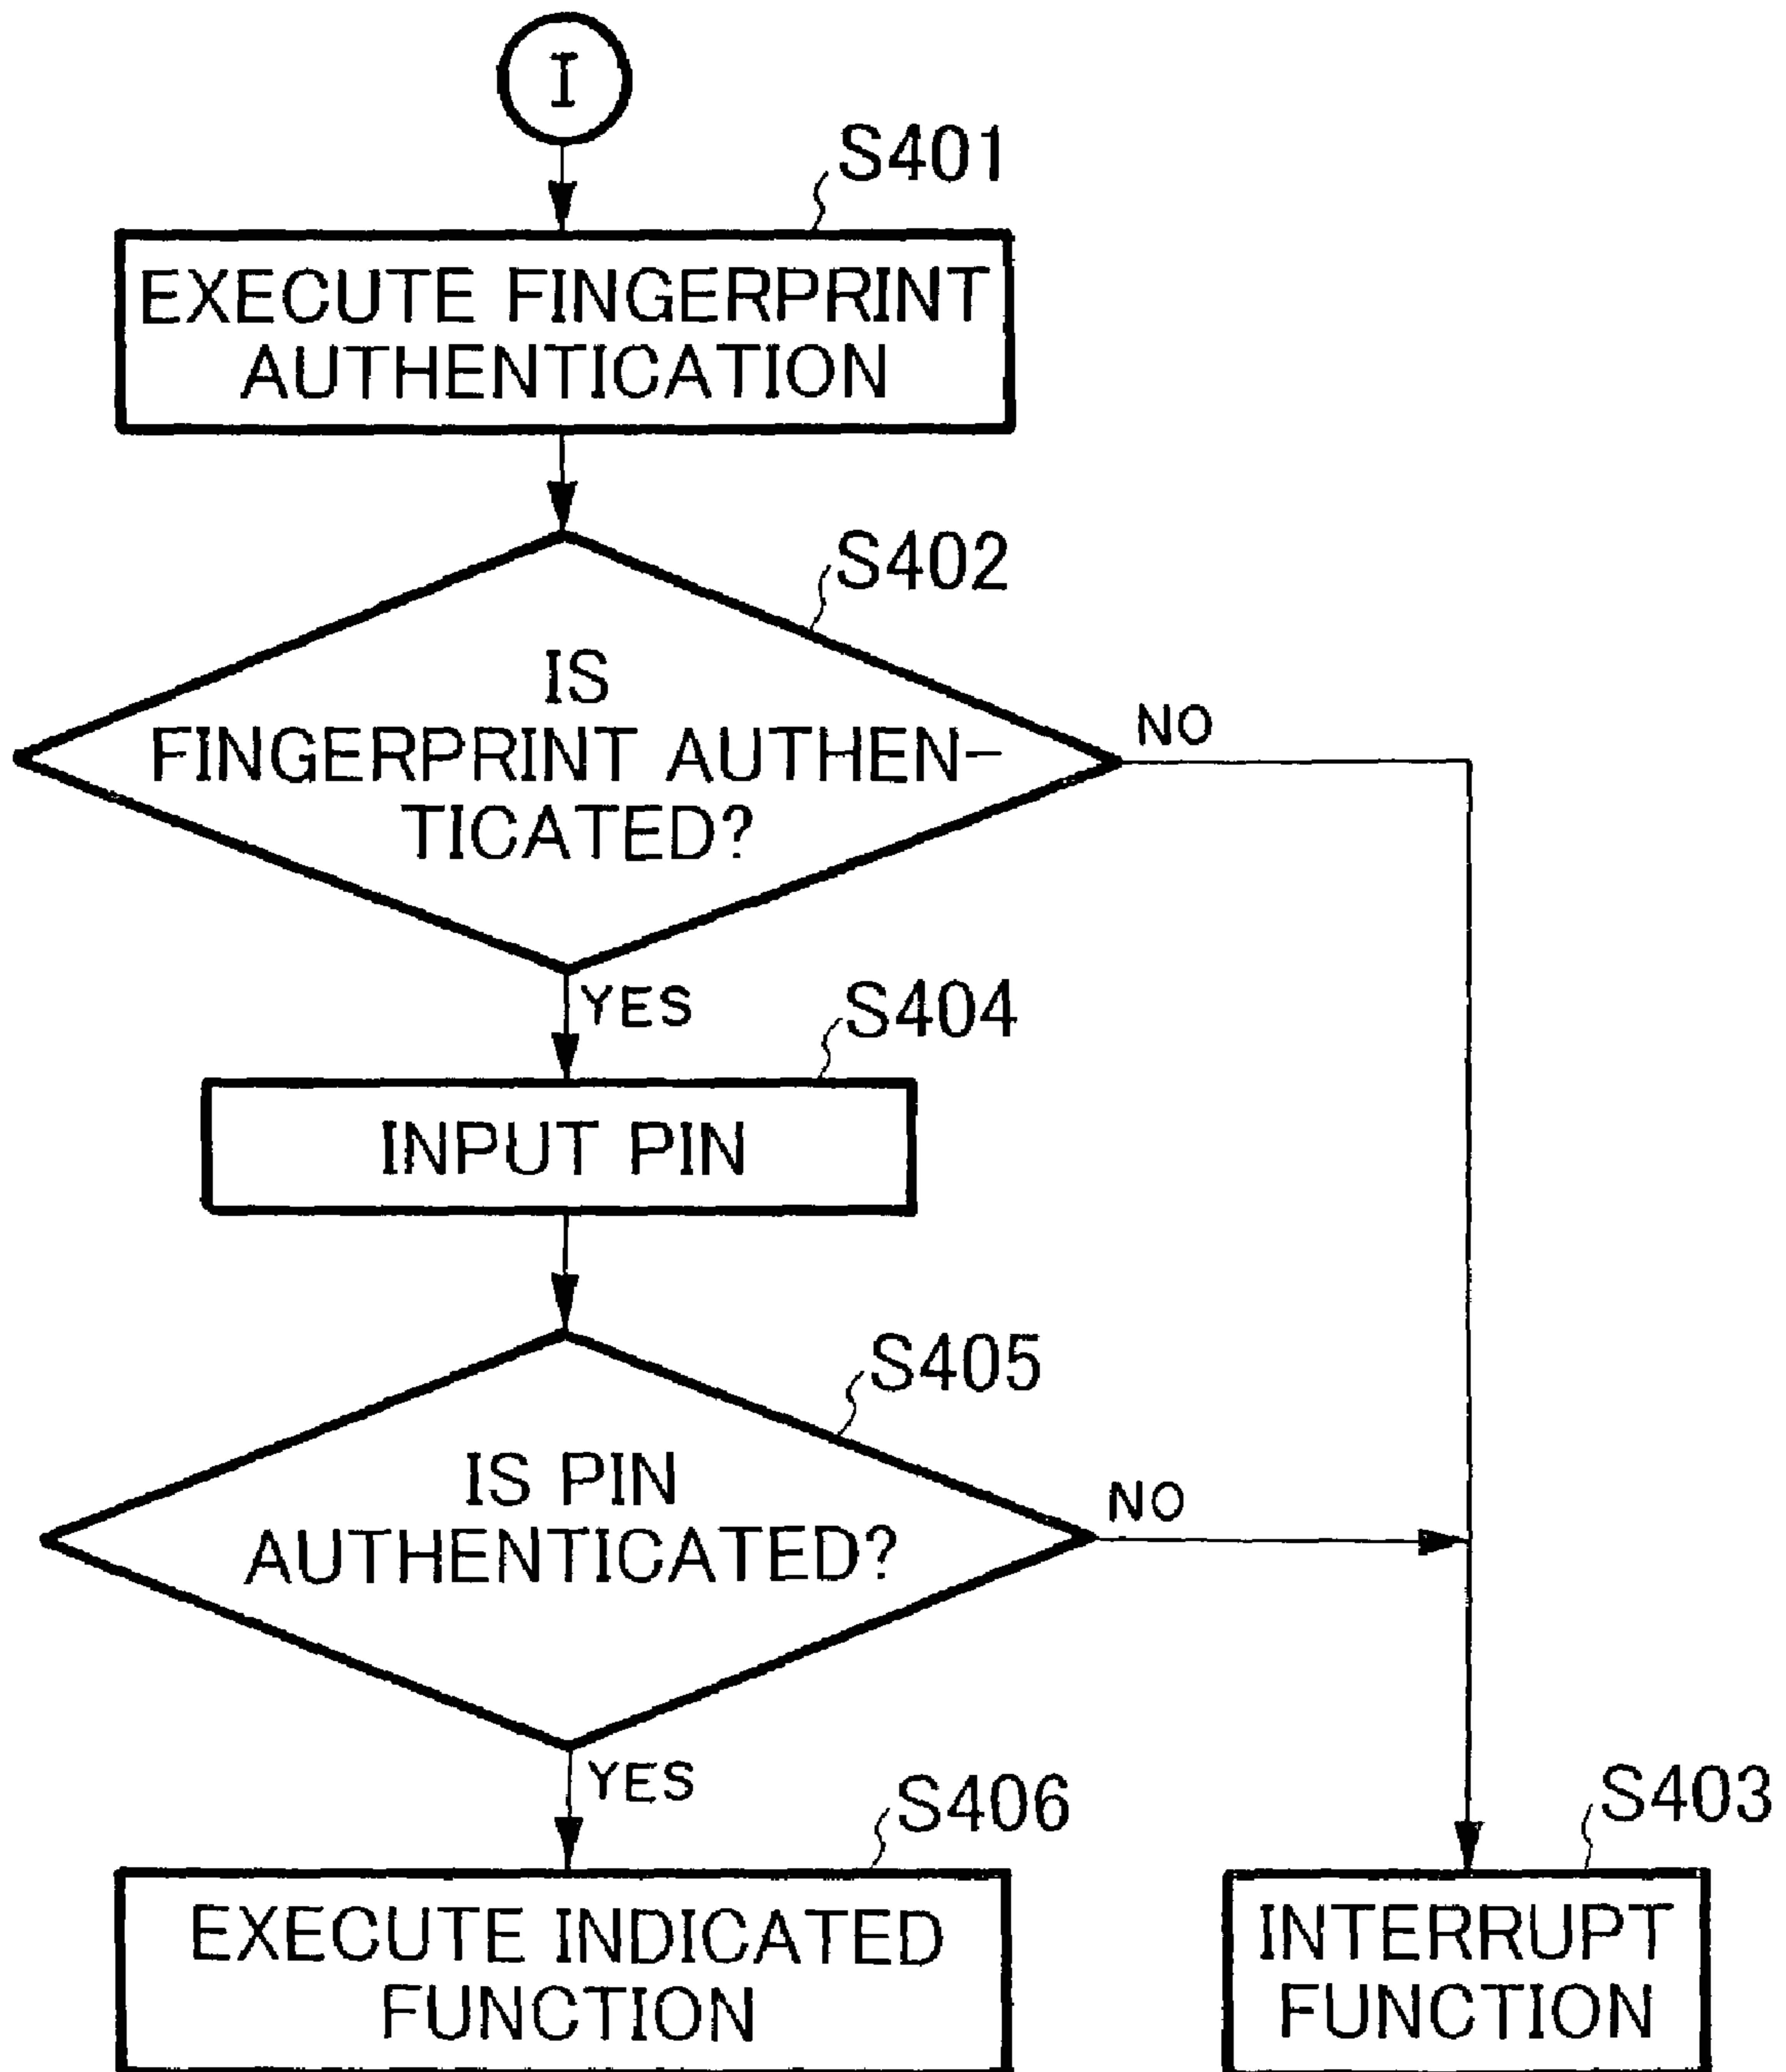 I
S401
EXECUTE FINGERPRINT
AUTHENTICATION
S402
IS
FINGERPRINT AUTHEN-
TICATED?
NO
YES
S404
INPUT PIN
S405
IS PIN
AUTHENTICATED?
NO
YES
S406
S403
EXECUTE INDICATED
FUNCTION
INTERRUPT
FUNCTION